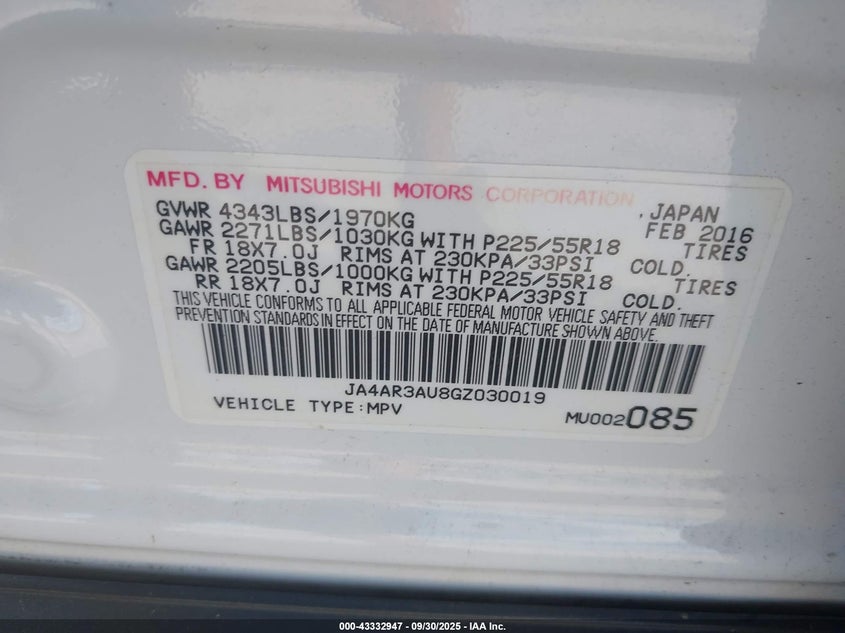 MFD. BY MITSUBISHI MOTORS CORPORATION
GVWR 4343LBS/1970KG , JAPAN
FEB 2016
GAWR 2271LBS/1030KG WITH P225/55R18 TIRES
FR 18X7.0J RIMS AT 230KPA/33PSI COLD.
GAWR 2205LBS/1000KG WITH P225/55R18 TIRES
RR 18X7.0J RIMS AT 230KPA/33PSI COLD.
THIS VEHICLE CONFORMS TO ALL APPLICABLE FEDERAL MOTOR VEHICLE SAFETY AND THEFT
PREVENTION STANDARDS IN EFFECT ON THE DATE OF MANUFACTURE SHOWN ABOVE.
JA4AR3AU8GZ030019
VEHICLE TYPE:MPV MU002085
000-43332947 - 09/30/2025 - IAA Inc.